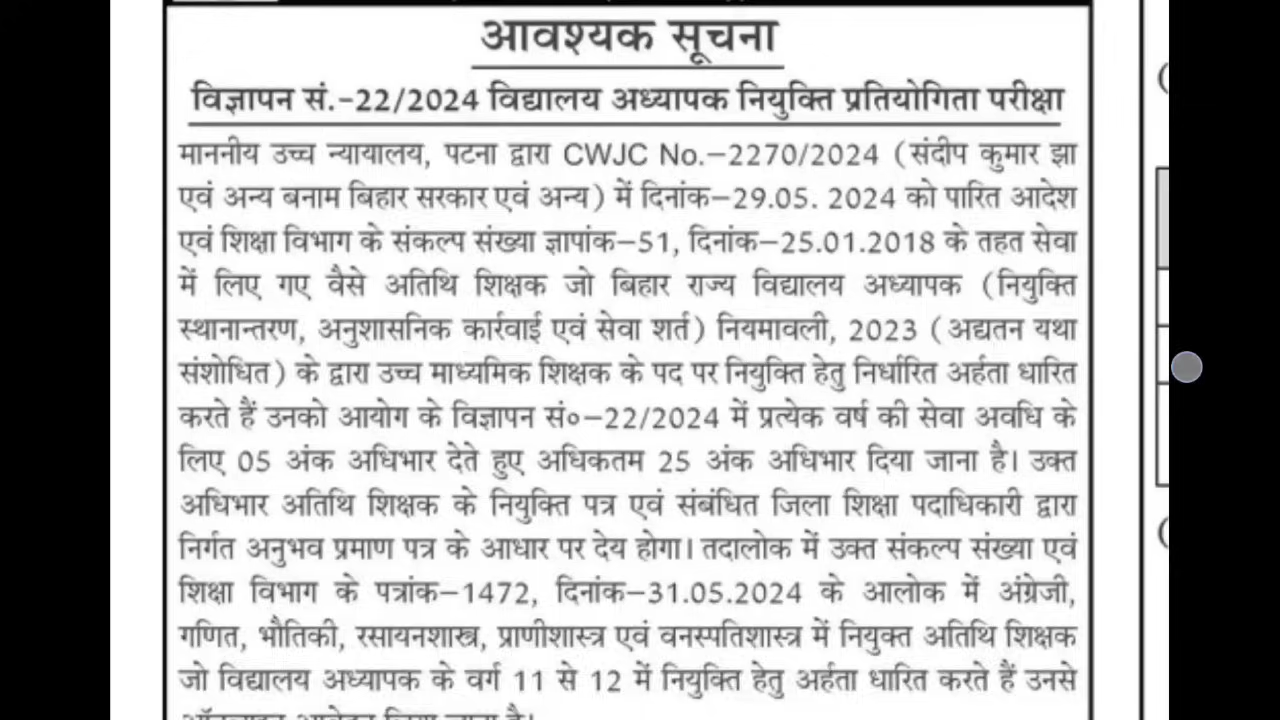 आवश्यक सूचना
विज्ञापन सं.-22/2024 विद्यालय अध्यापक नियुक्ति प्रतियोगिता परीक्षा
माननीय उच्च न्यायालय, पटना द्वारा CWJC No.-2270/2024 (संदीप कुमार झा
एवं अन्य बनाम बिहार सरकार एवं अन्य) में दिनांक-29.05. 2024 को पारित आदेश
एवं शिक्षा विभाग के संकल्प संख्या ज्ञापांक-51, दिनांक-25.01.2018 के तहत सेवा
में लिए गए वैसे अतिथि शिक्षक जो बिहार राज्य विद्यालय अध्यापक (नियुक्ति
स्थानान्तरण, अनुशासनिक कार्रवाई एवं सेवा शर्त) नियमावली, 2023 (अद्यतन यथा
संशोधित) के द्वारा उच्च माध्यमिक शिक्षक के पद पर नियुक्ति हेतु निर्धारित अर्हता धारित
करते हैं उनको आयोग के विज्ञापन सं०-22/2024 में प्रत्येक वर्ष की सेवा अवधि के
लिए 05 अंक अधिभार देते हुए अधिकतम 25 अंक अधिभार दिया जाना है। उक्त
अधिभार अतिथि शिक्षक के नियुक्ति पत्र एवं संबंधित जिला शिक्षा पदाधिकारी द्वारा
निर्गत अनुभव प्रमाण पत्र के आधार पर देय होगा। तदालोक में उक्त संकल्प संख्या एवं
शिक्षा विभाग के पत्रांक-1472, दिनांक-31.05.2024 के आलोक में अंग्रेजी,
गणित, भौतिकी, रसायनशास्त्र, प्राणीशास्त्र एवं वनस्पतिशास्त्र में नियुक्त अतिथि शिक्षक
जो विद्यालय अध्यापक के वर्ग 11 से 12 में नियुक्ति हेतु अर्हता धारित करते हैं उनसे